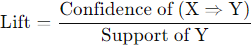 Lift = Confidence of (X ⇒ Y) / Support of Y